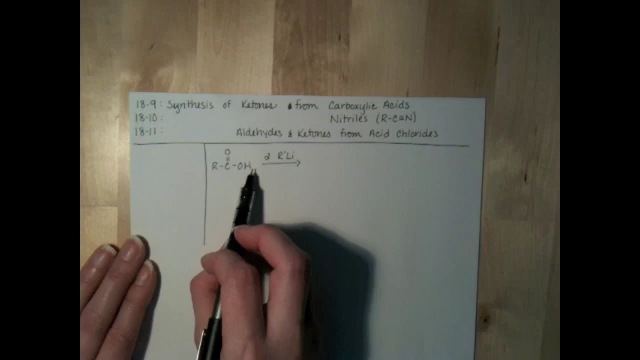 18-9: Synthesis of Ketones from Carboxylic Acids
18-10: Nitriles (R-C≡N)
18-11: Aldehydes & Ketones from Acid Chlorides
O
R-C-OH 2 R'Li